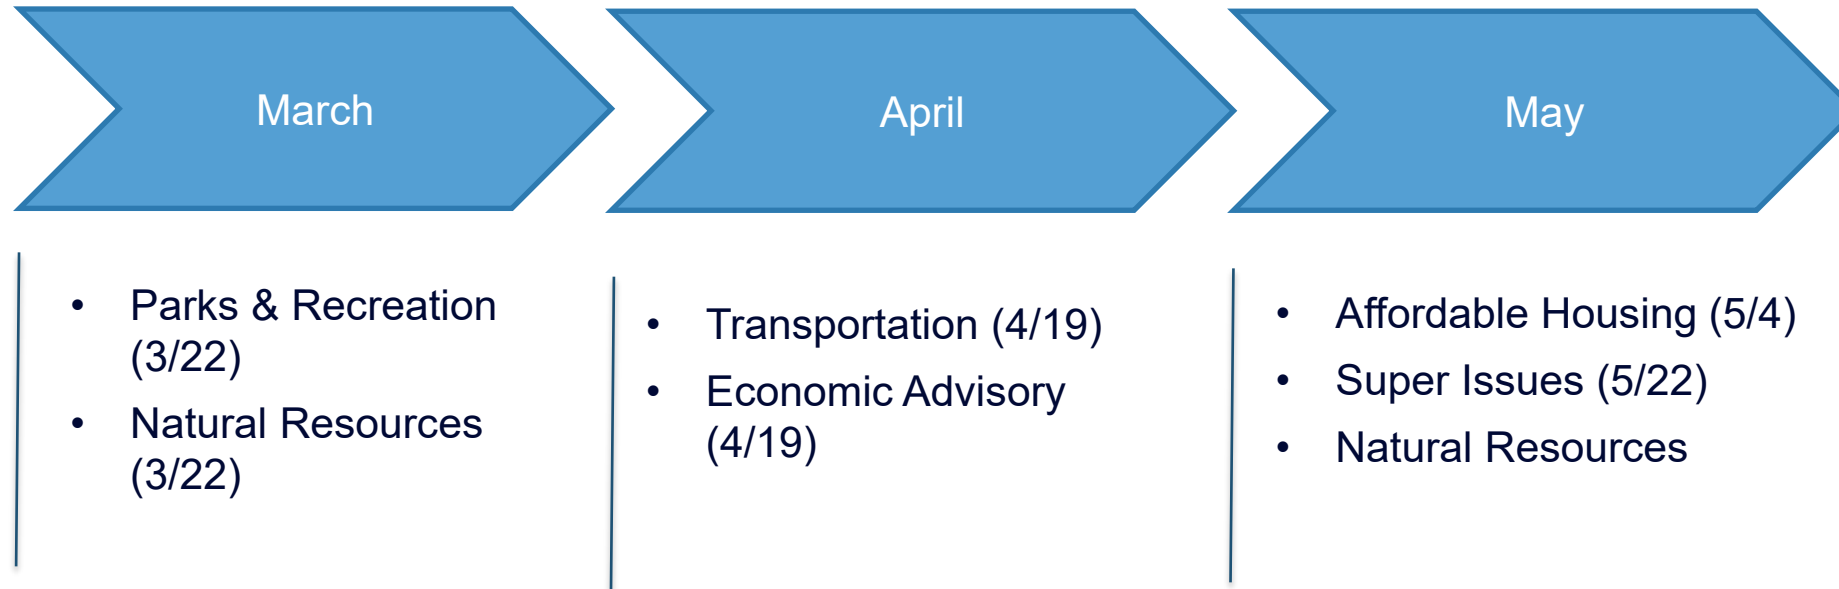 March
April
May
• Parks & Recreation
(3/22)
• Natural Resources
(3/22)
• Transportation (4/19)
• Economic Advisory
(4/19)
• Affordable Housing (5/4)
• Super Issues (5/22)
• Natural Resources